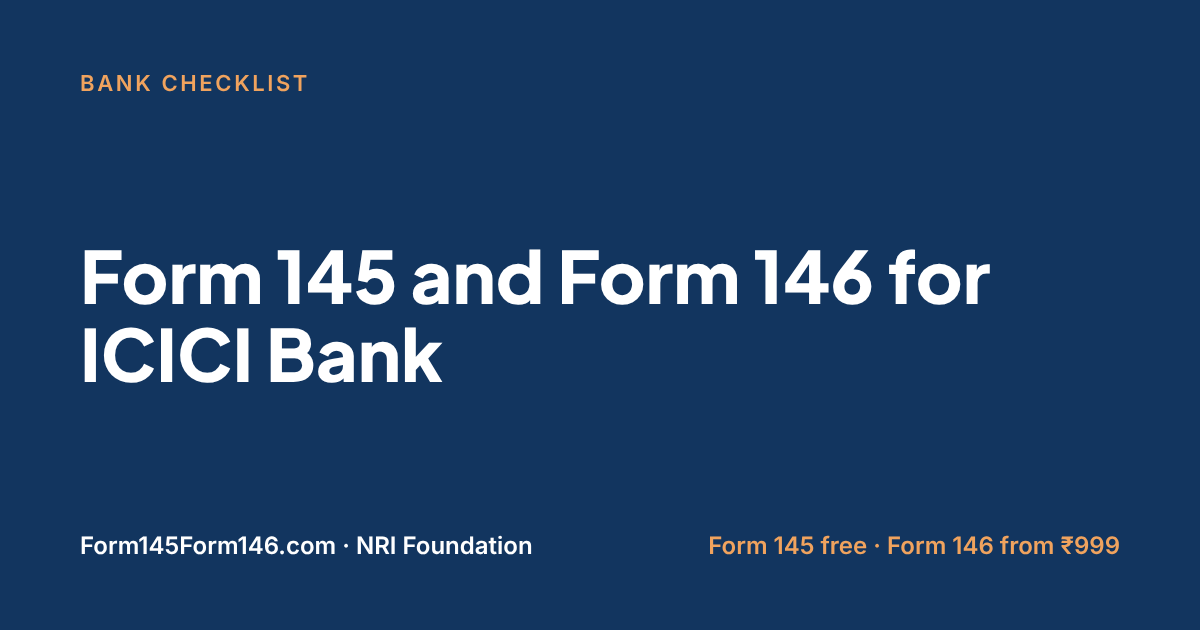 BANK CHECKLIST
Form 145 and Form 146 for
ICICI Bank
Form145Form146.com · NRI Foundation
Form 145 free · Form 146 from ₹999